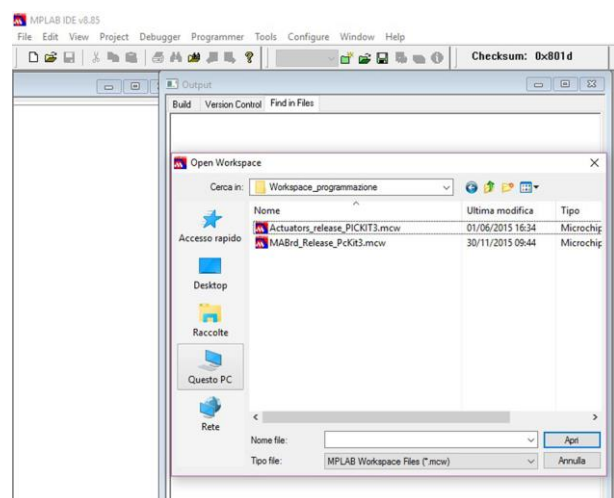 MPLAB IDE v8.85
File Edit View Project Debugger Programmer Tools Configure Window Help
Checksum: 0x801d
Output
Build Version Control Find in Files
Open Workspace
Cerca in: Workspace_programmazione
Nome Ultima modifica Tipo
Actuators_release_PICKIT3.mcw 01/06/2015 16:34 Microchip
MABrd_Release_PcKit3.mcw 30/11/2015 09:44 Microchip
Accesso rapido
Desktop
Raccolte
Questo PC
Rete
Nome file: Apri
Tipo file: MPLAB Workspace Files (*.mcw) Annulla